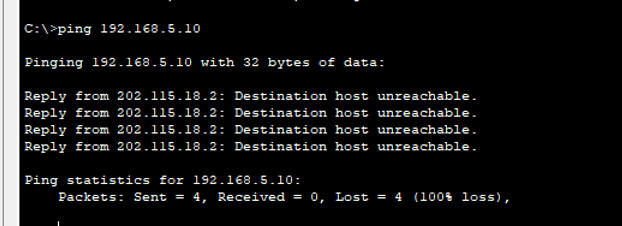 C:\>ping 192.168.5.10
Pinging 192.168.5.10 with 32 bytes of data:
Reply from 202.115.18.2: Destination host unreachable.
Reply from 202.115.18.2: Destination host unreachable.
Reply from 202.115.18.2: Destination host unreachable.
Reply from 202.115.18.2: Destination host unreachable.
Ping statistics for 192.168.5.10:
Packets: Sent = 4, Received = 0, Lost = 4 (100% loss),